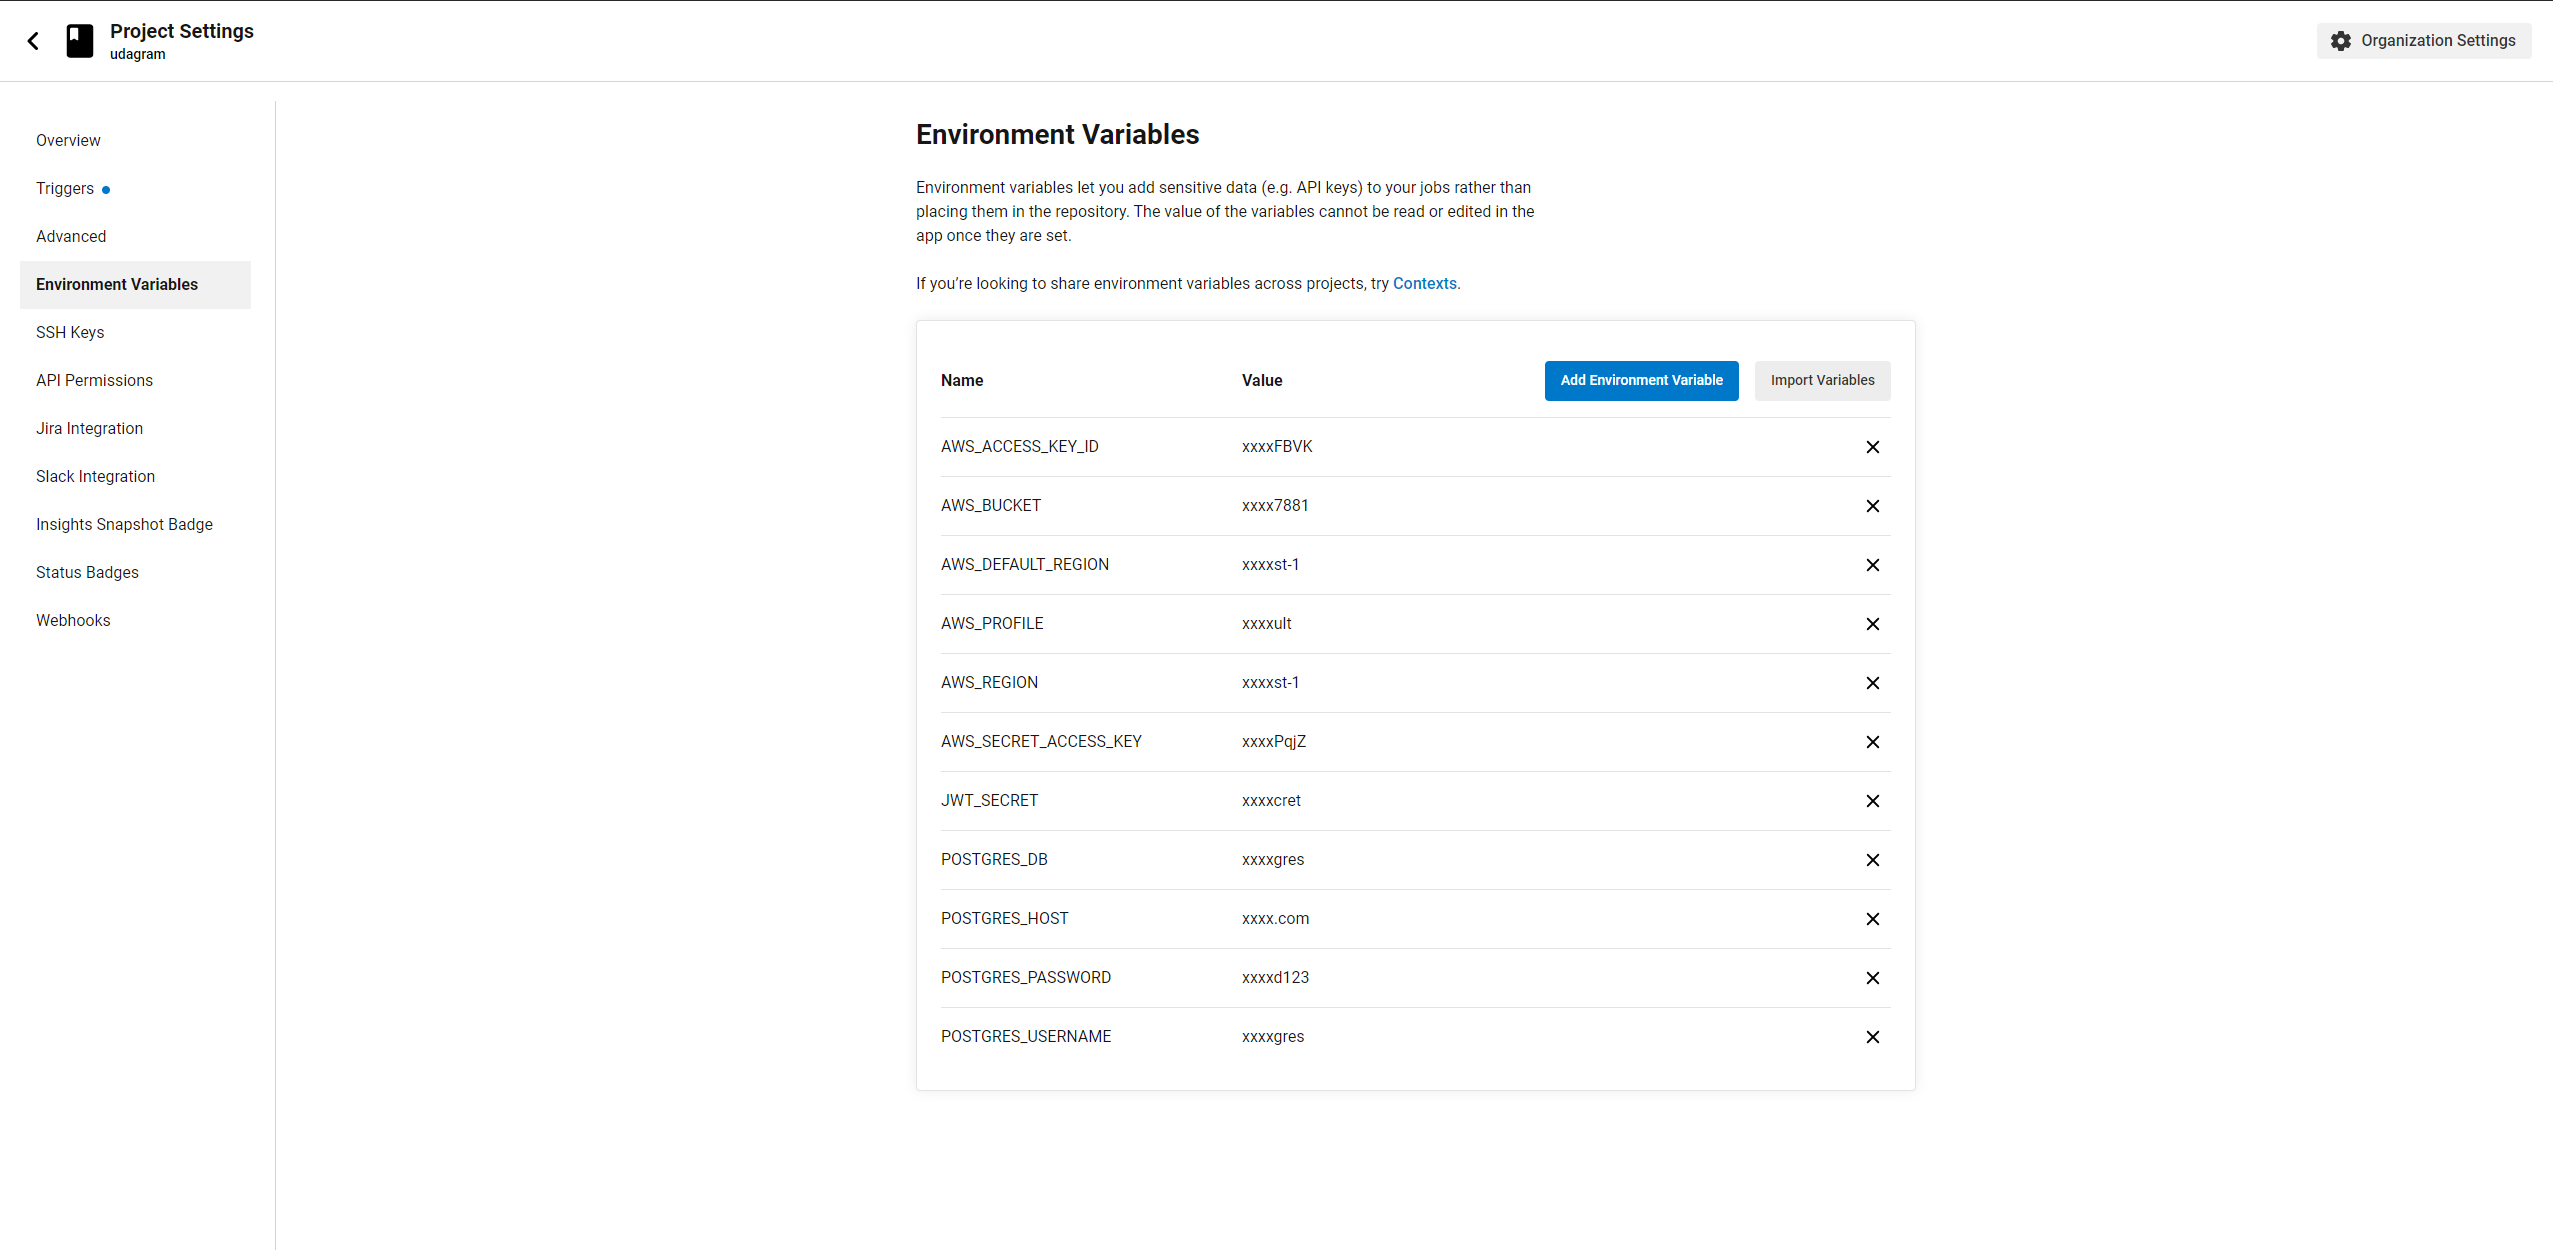 Project Settings
udagram
Organization Settings
Overview
Triggers
Advanced
Environment Variables
SSH Keys
API Permissions
Jira Integration
Slack Integration
Insights Snapshot Badge
Status Badges
Webhooks
Environment Variables
Environment variables let you add sensitive data (e.g. API keys) to your jobs rather than
placing them in the repository. The value of the variables cannot be read or edited in the
app once they are set.
If you’re looking to share environment variables across projects, try Contexts.
Name Value Add Environment Variable Import Variables
AWS_ACCESS_KEY_ID xxxxFBVK
AWS_BUCKET xxxx7881
AWS_DEFAULT_REGION xxxxst-1
AWS_PROFILE xxxxult
AWS_REGION xxxxst-1
AWS_SECRET_ACCESS_KEY xxxxPqjZ
JWT_SECRET xxxxcret
POSTGRES_DB xxxxgres
POSTGRES_HOST xxxx.com
POSTGRES_PASSWORD xxxxd123
POSTGRES_USERNAME xxxxgres